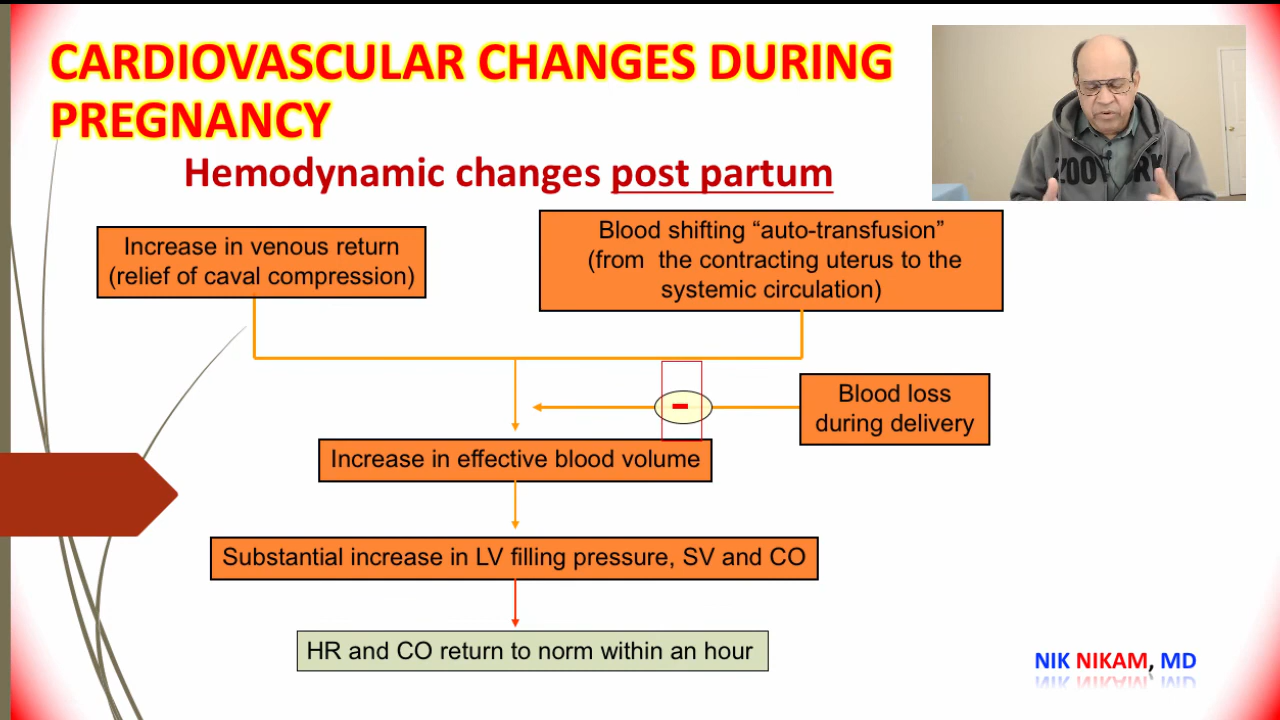 CARDIOVASCULAR CHANGES DURING
PREGNANCY
Hemodynamic changes post partum
Increase in venous return
(relief of caval compression)
Blood shifting “auto-transfusion”
(from the contracting uterus to the
systemic circulation)
Blood loss
during delivery
Increase in effective blood volume
Substantial increase in LV filling pressure, SV and CO
HR and CO return to norm within an hour
NIK NIKAM, MD